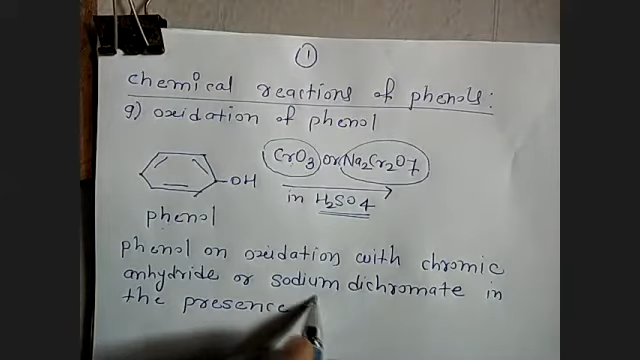 1
chemical reactions of phenols:
9) oxidation of phenol
CrO3 or Na2Cr2O7
OH
in H2SO4
phenol
phenol on oxidation with chromic
anhydride or sodium dichromate in
the presence